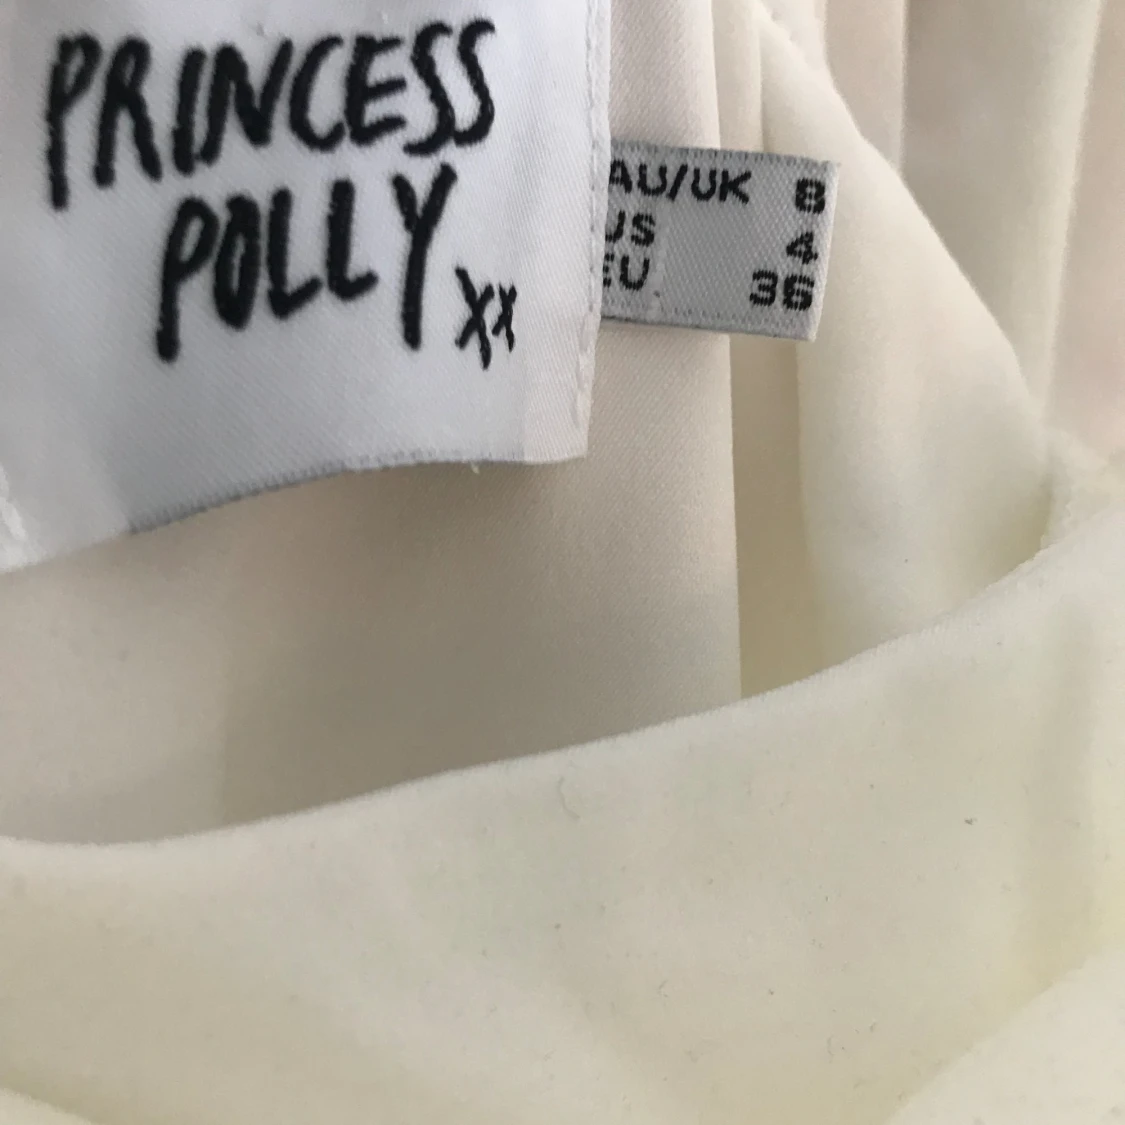 PRINCESS
POLLY
xx
AU/UK 8
US 4
EU 36